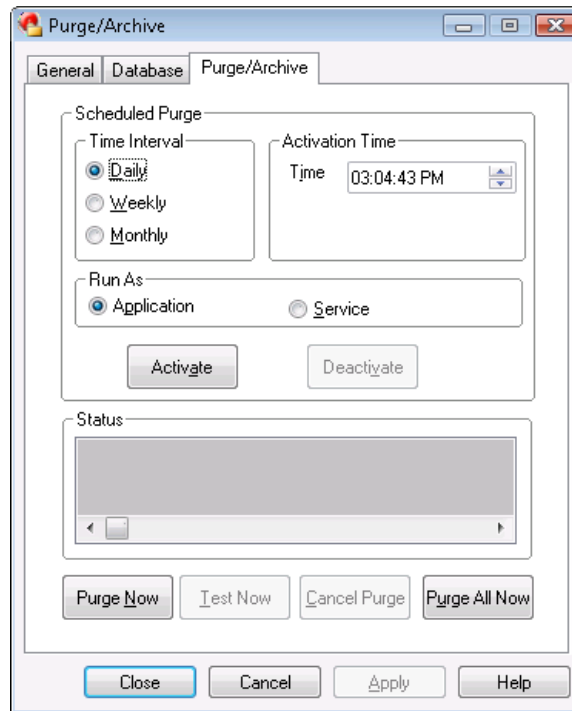 Purge/Archive
General Database Purge/Archive
Scheduled Purge
Time Interval
Daily
Weekly
Monthly
Activation Time
Time 03:04:43 PM
Run As
Application Service
Activate Deactivate
Status
Purge Now Test Now Cancel Purge Purge All Now
Close Cancel Apply Help